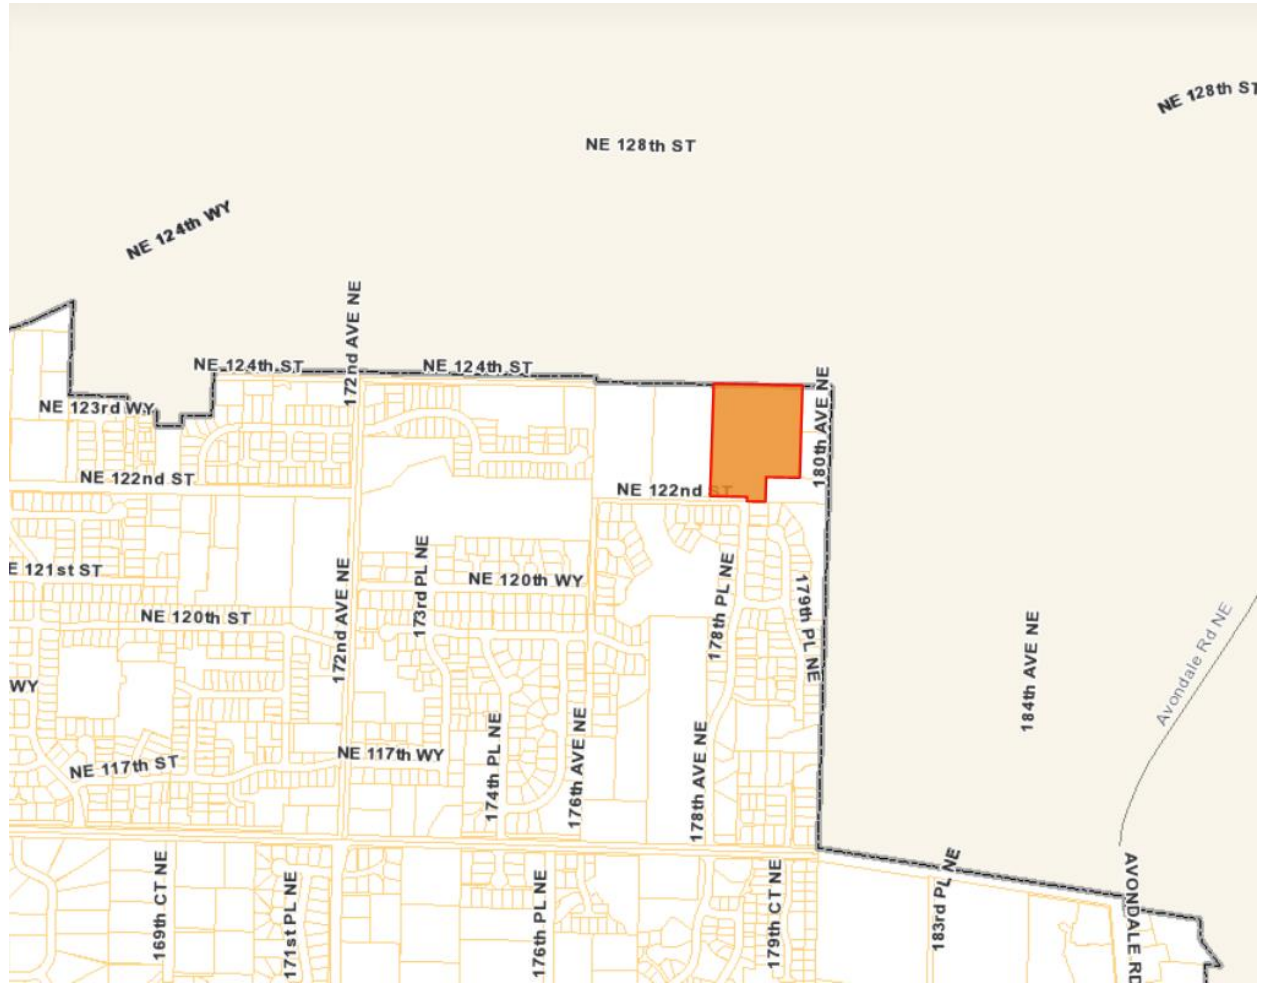 NE 128th ST
NE 128th ST
NE 124th WY
172nd AVE NE
NE 124th ST
NE 124th ST
180th AVE NE
NE 123rd WY
NE 122nd ST
NE 122nd ST
E 121st ST
173rd PL NE
NE 120th WY
178th PL NE
179th PL NE
172nd AVE NE
NE 120th ST
184th AVE NE
Avondale Rd NE
WY
174th PL NE
176th AVE NE
178th AVE NE
NE 117th WY
NE 117th ST
169th CT NE
171st PL NE
176th PL NE
179th CT NE
183rd PL NE
AVONDALE RD